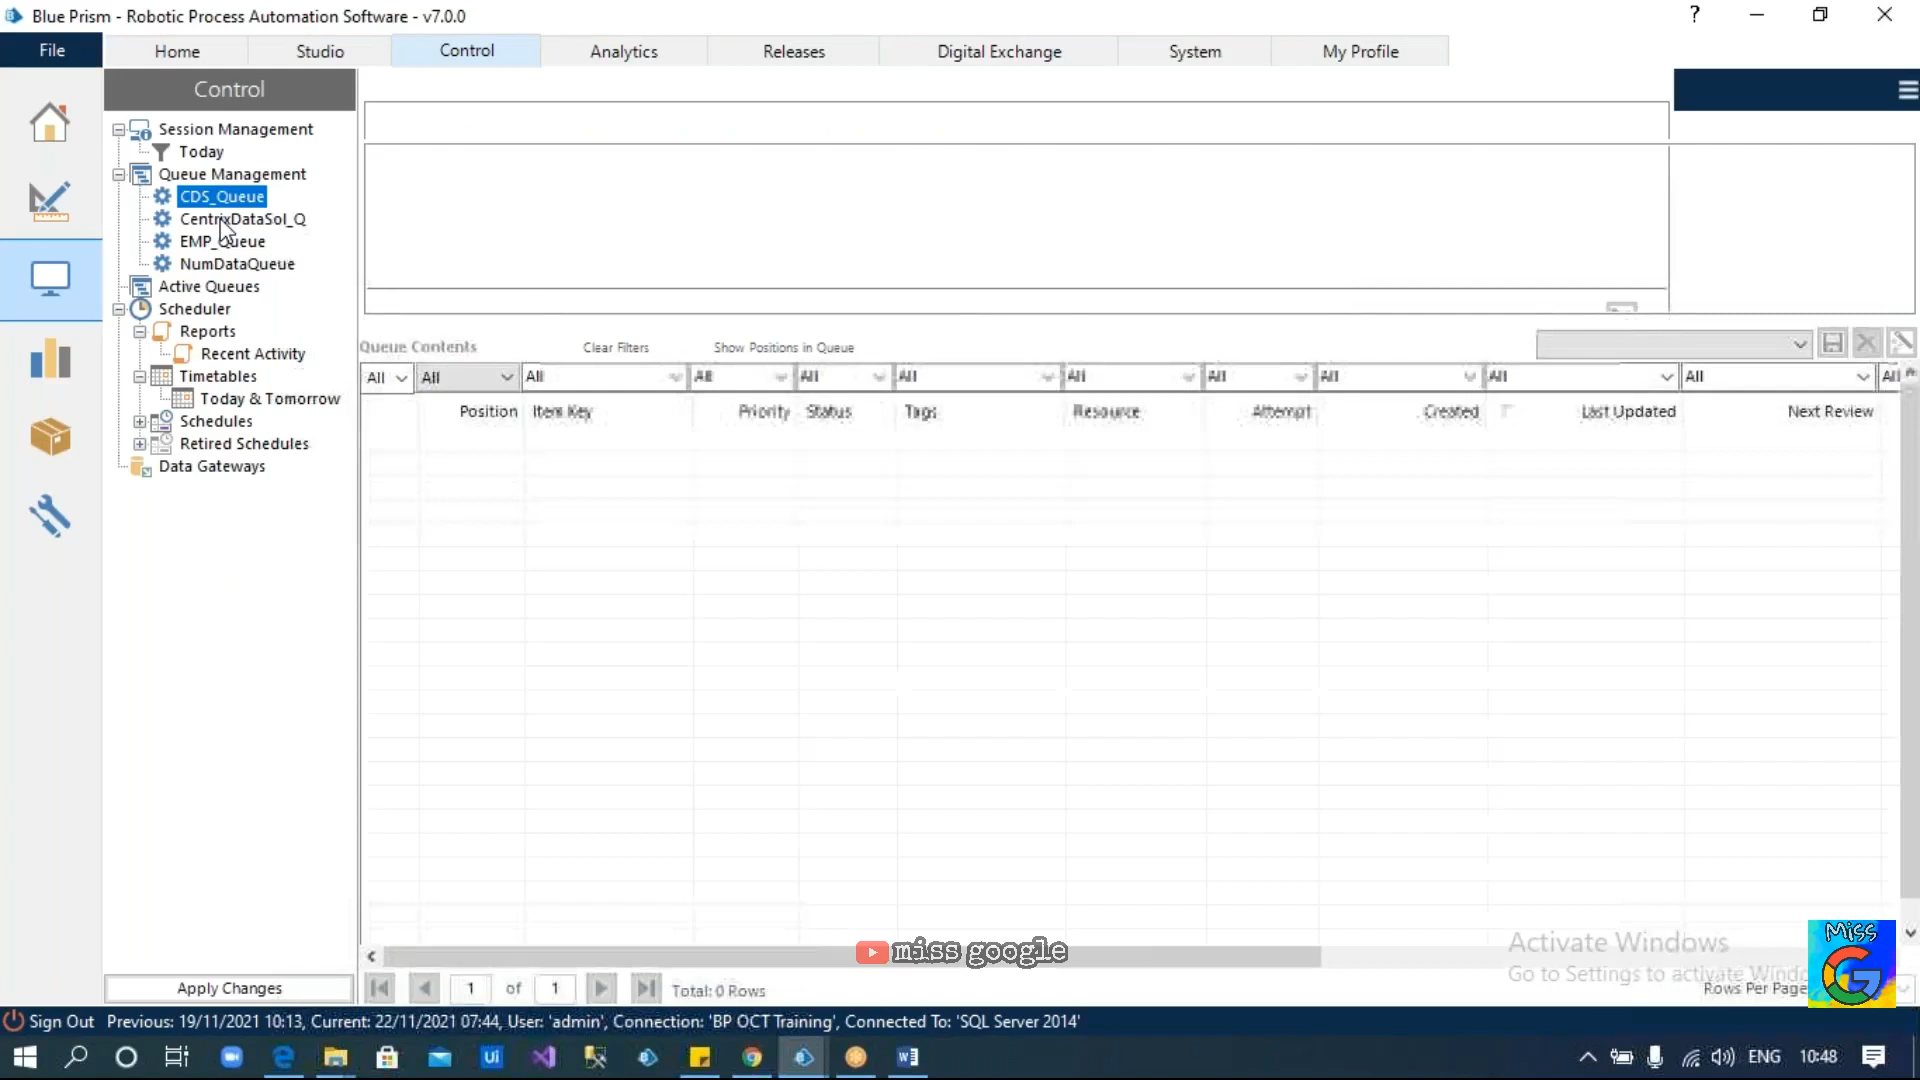 Blue Prism - Robotic Process Automation Software - v7.0.0
File Home Studio Control Analytics Releases Digital Exchange System My Profile
Control
Session Management
Today
Queue Management
CDS_Queue
CentrixDataSol_Q
EMP_Queue
NumDataQueue
Active Queues
Scheduler
Reports
Recent Activity
Timetables
Today & Tomorrow
Schedules
Retired Schedules
Data Gateways
Apply Changes
Queue Contents Clear Filters Show Positions in Queue
All All All All All All All All All All All All
Position Item Key Priority Status Tags Resource Attempt Created Last Updated Next Review
miss google
Activate Windows
Go to Settings to activate Windo
Miss
G
1 of 1 Total: 0 Rows Rows Per Page
Sign Out Previous: 19/11/2021 10:13, Current: 22/11/2021 07:44, User: 'admin', Connection: 'BP OCT Training', Connected To: 'SQL Server 2014'
ENG 10:48